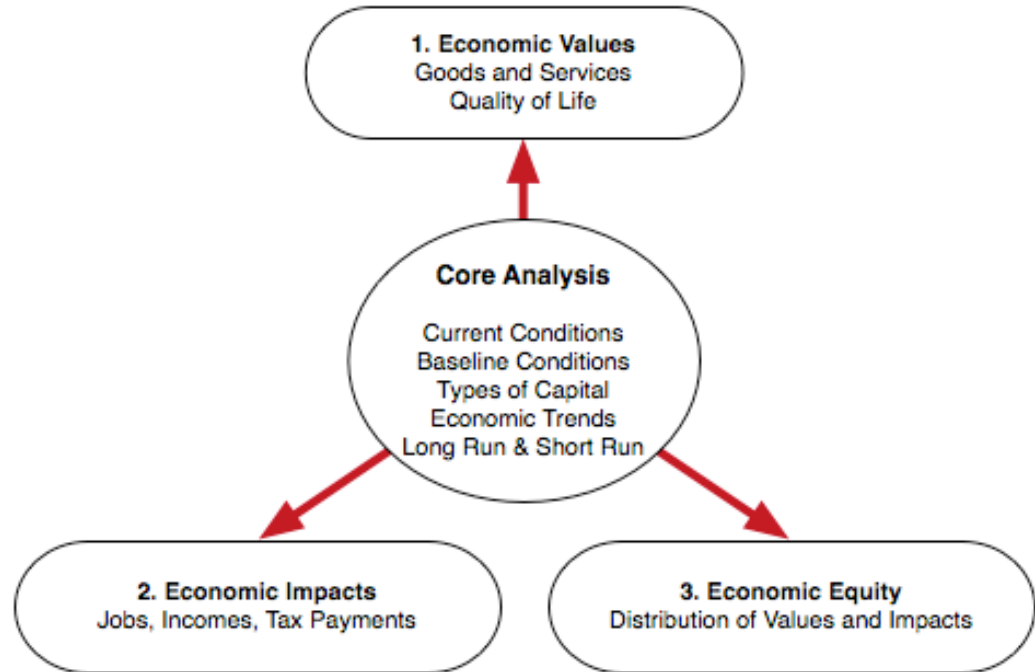 1. Economic Values
Goods and Services
Quality of Life
Core Analysis
Current Conditions
Baseline Conditions
Types of Capital
Economic Trends
Long Run & Short Run
2. Economic Impacts
Jobs, Incomes, Tax Payments
3. Economic Equity
Distribution of Values and Impacts